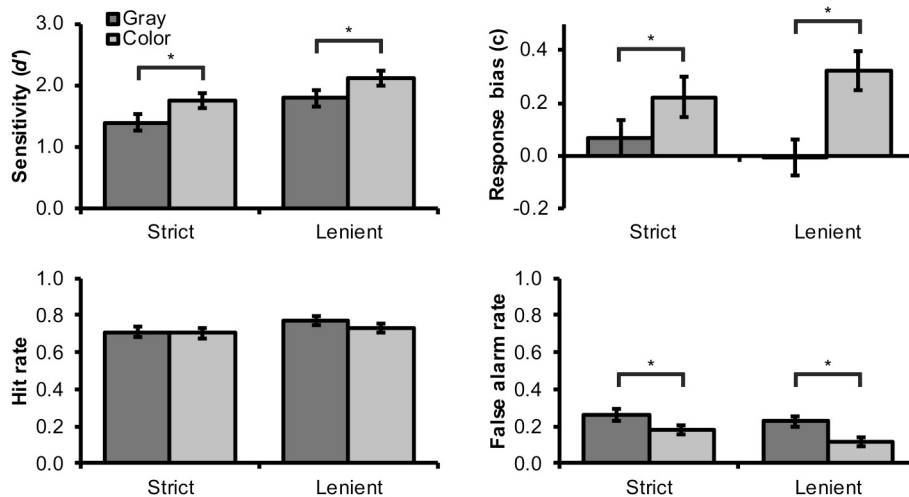 Gray
Color
Sensitivity (d')
3.0
2.0
1.0
0.0
*
*
Strict
Lenient
Response bias (c)
0.4
0.2
0.0
-0.2
*
*
Strict
Lenient
Hit rate
1.0
0.8
0.6
0.4
0.2
0.0
Strict
Lenient
False alarm rate
1.0
0.8
0.6
0.4
0.2
0.0
*
*
Strict
Lenient